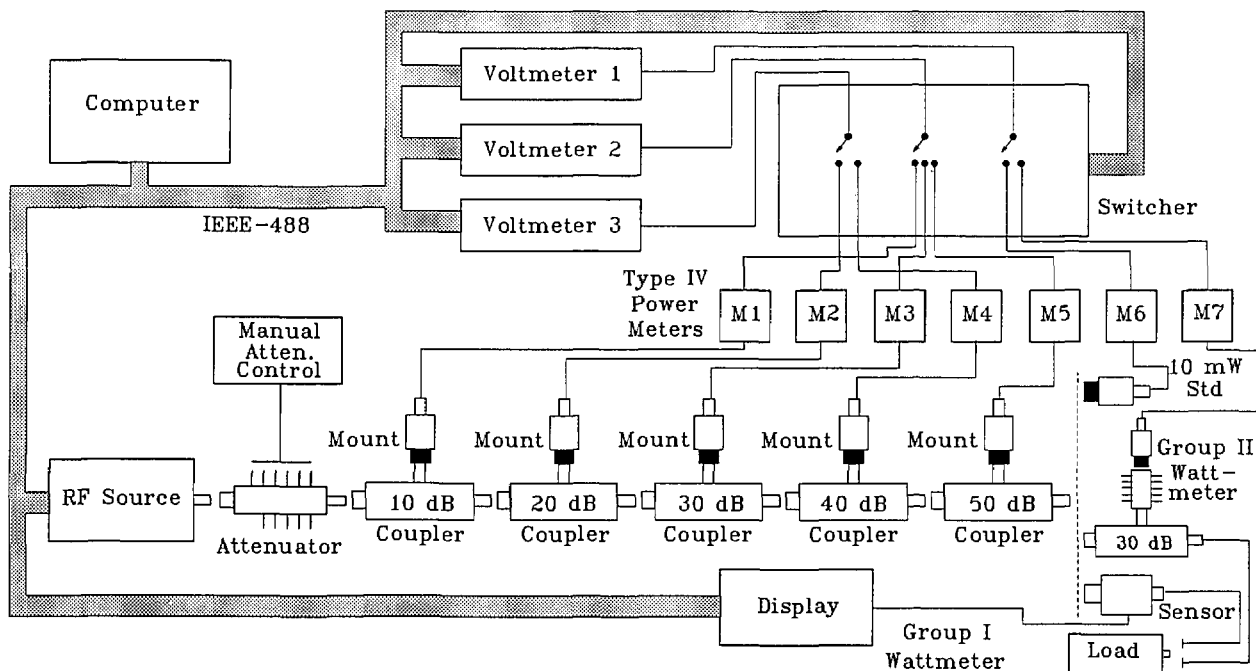 Computer
Voltmeter 1
Voltmeter 2
Voltmeter 3
IEEE-488
Switcher
Type IV
Power
Meters
M1
M2
M3
M4
M5
M6
M7
Manual
Atten.
Control
10 mW
Std
Mount
Mount
Mount
Mount
Mount
Group II
Watt-
meter
RF Source
Attenuator
10 dB
Coupler
20 dB
Coupler
30 dB
Coupler
40 dB
Coupler
50 dB
Coupler
30 dB
Display
Group I
Wattmeter
Sensor
Load